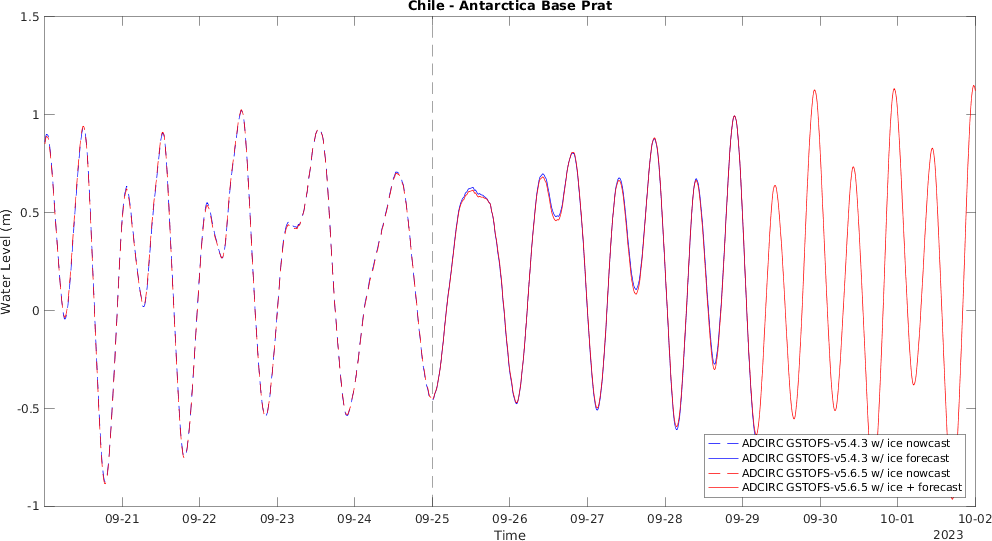 Chile - Antarctica Base Prat
1.5
1
0.5
0
-0.5
-1
Water Level (m)
09-21 09-22 09-23 09-24 09-25 09-26 09-27 09-28 09-29 09-30 10-01 10-02
Time
2023
ADCIRC GSTOFS-v5.4.3 w/ ice nowcast
ADCIRC GSTOFS-v5.4.3 w/ ice forecast
ADCIRC GSTOFS-v5.6.5 w/ ice nowcast
ADCIRC GSTOFS-v5.6.5 w/ ice + forecast